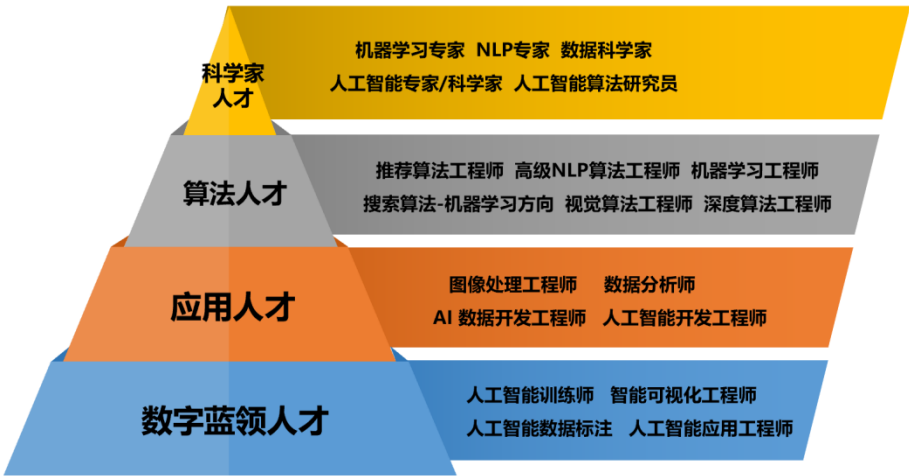 科学家
人才
机器学习专家 NLP专家 数据科学家
人工智能专家/科学家 人工智能算法研究员
算法人才
推荐算法工程师 高级NLP算法工程师 机器学习工程师
搜索算法-机器学习方向 视觉算法工程师 深度算法工程师
应用人才
图像处理工程师 数据分析师
AI 数据开发工程师 人工智能开发工程师
数字蓝领人才
人工智能训练师 智能可视化工程师
人工智能数据标注 人工智能应用工程师